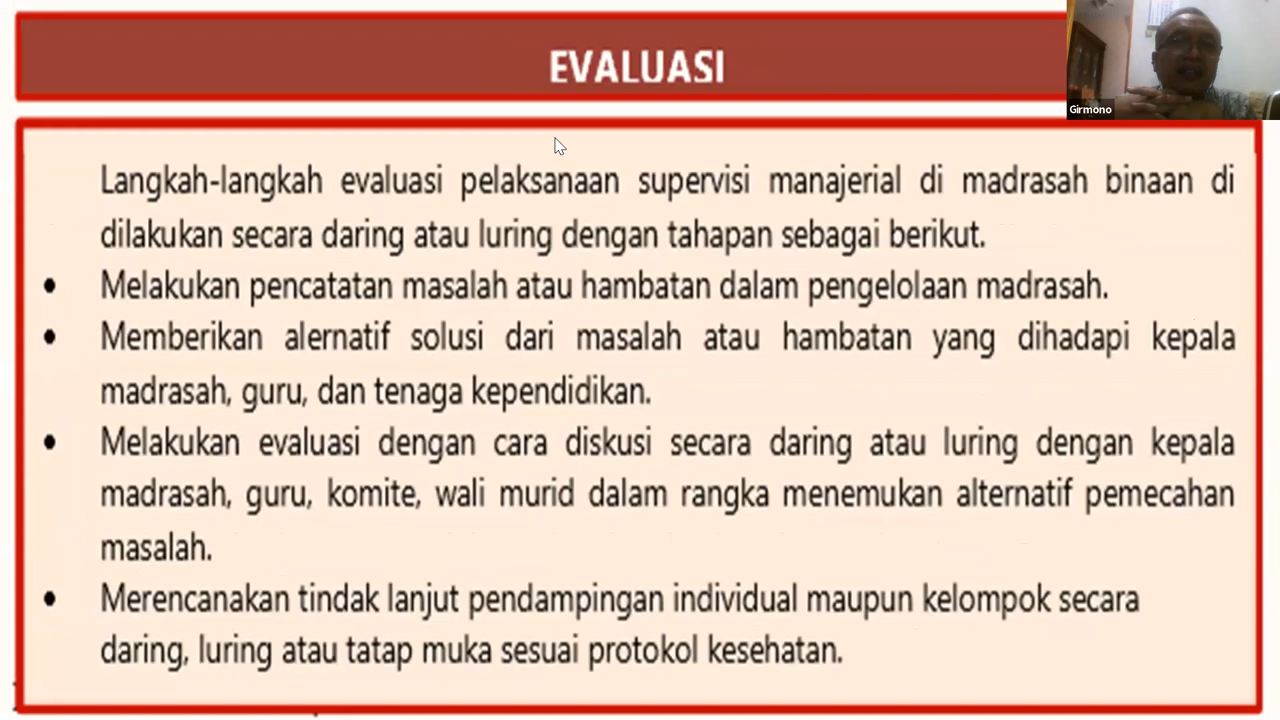 EVALUASI
Girmono
Langkah-langkah evaluasi pelaksanaan supervisi manajerial di madrasah binaan di
dilakukan secara daring atau luring dengan tahapan sebagai berikut.
• Melakukan pencatatan masalah atau hambatan dalam pengelolaan madrasah.
• Memberikan alernatif solusi dari masalah atau hambatan yang dihadapi kepala
madrasah, guru, dan tenaga kependidikan.
• Melakukan evaluasi dengan cara diskusi secara daring atau luring dengan kepala
madrasah, guru, komite, wali murid dalam rangka menemukan alternatif pemecahan
masalah.
• Merencanakan tindak lanjut pendampingan individual maupun kelompok secara
daring, luring atau tatap muka sesuai protokol kesehatan.